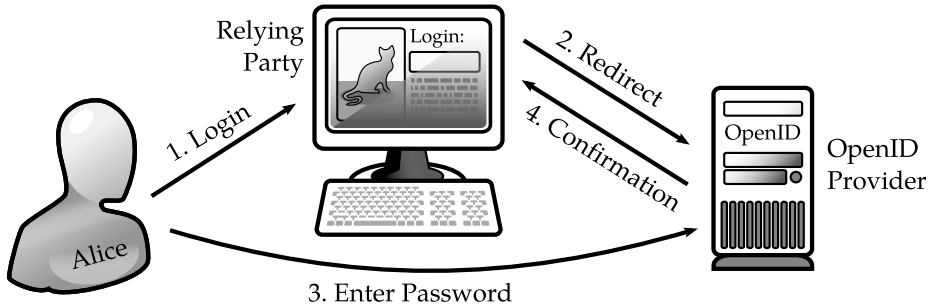 Relying
Party
Login:
1. Login
2. Redirect
4. Confirmation
OpenID
OpenID
Provider
Alice
3. Enter Password